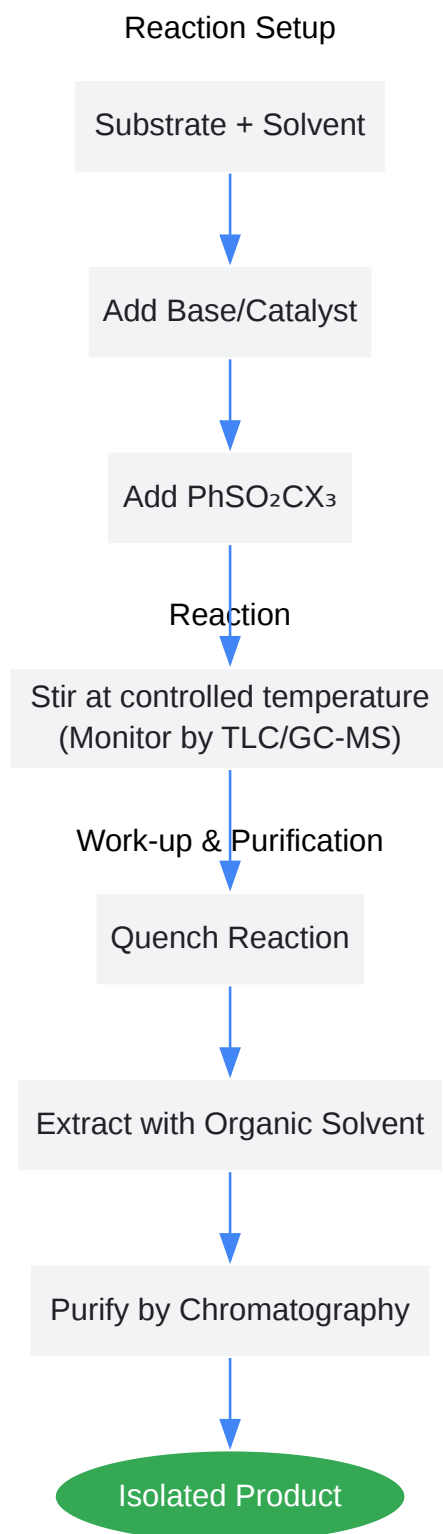 Reaction Setup
Substrate + Solvent
Add Base/Catalyst
Add PhSO₂CX₃
Reaction
Stir at controlled temperature
(Monitor by TLC/GC-MS)
Work-up & Purification
Quench Reaction
Extract with Organic Solvent
Purify by Chromatography
Isolated Product